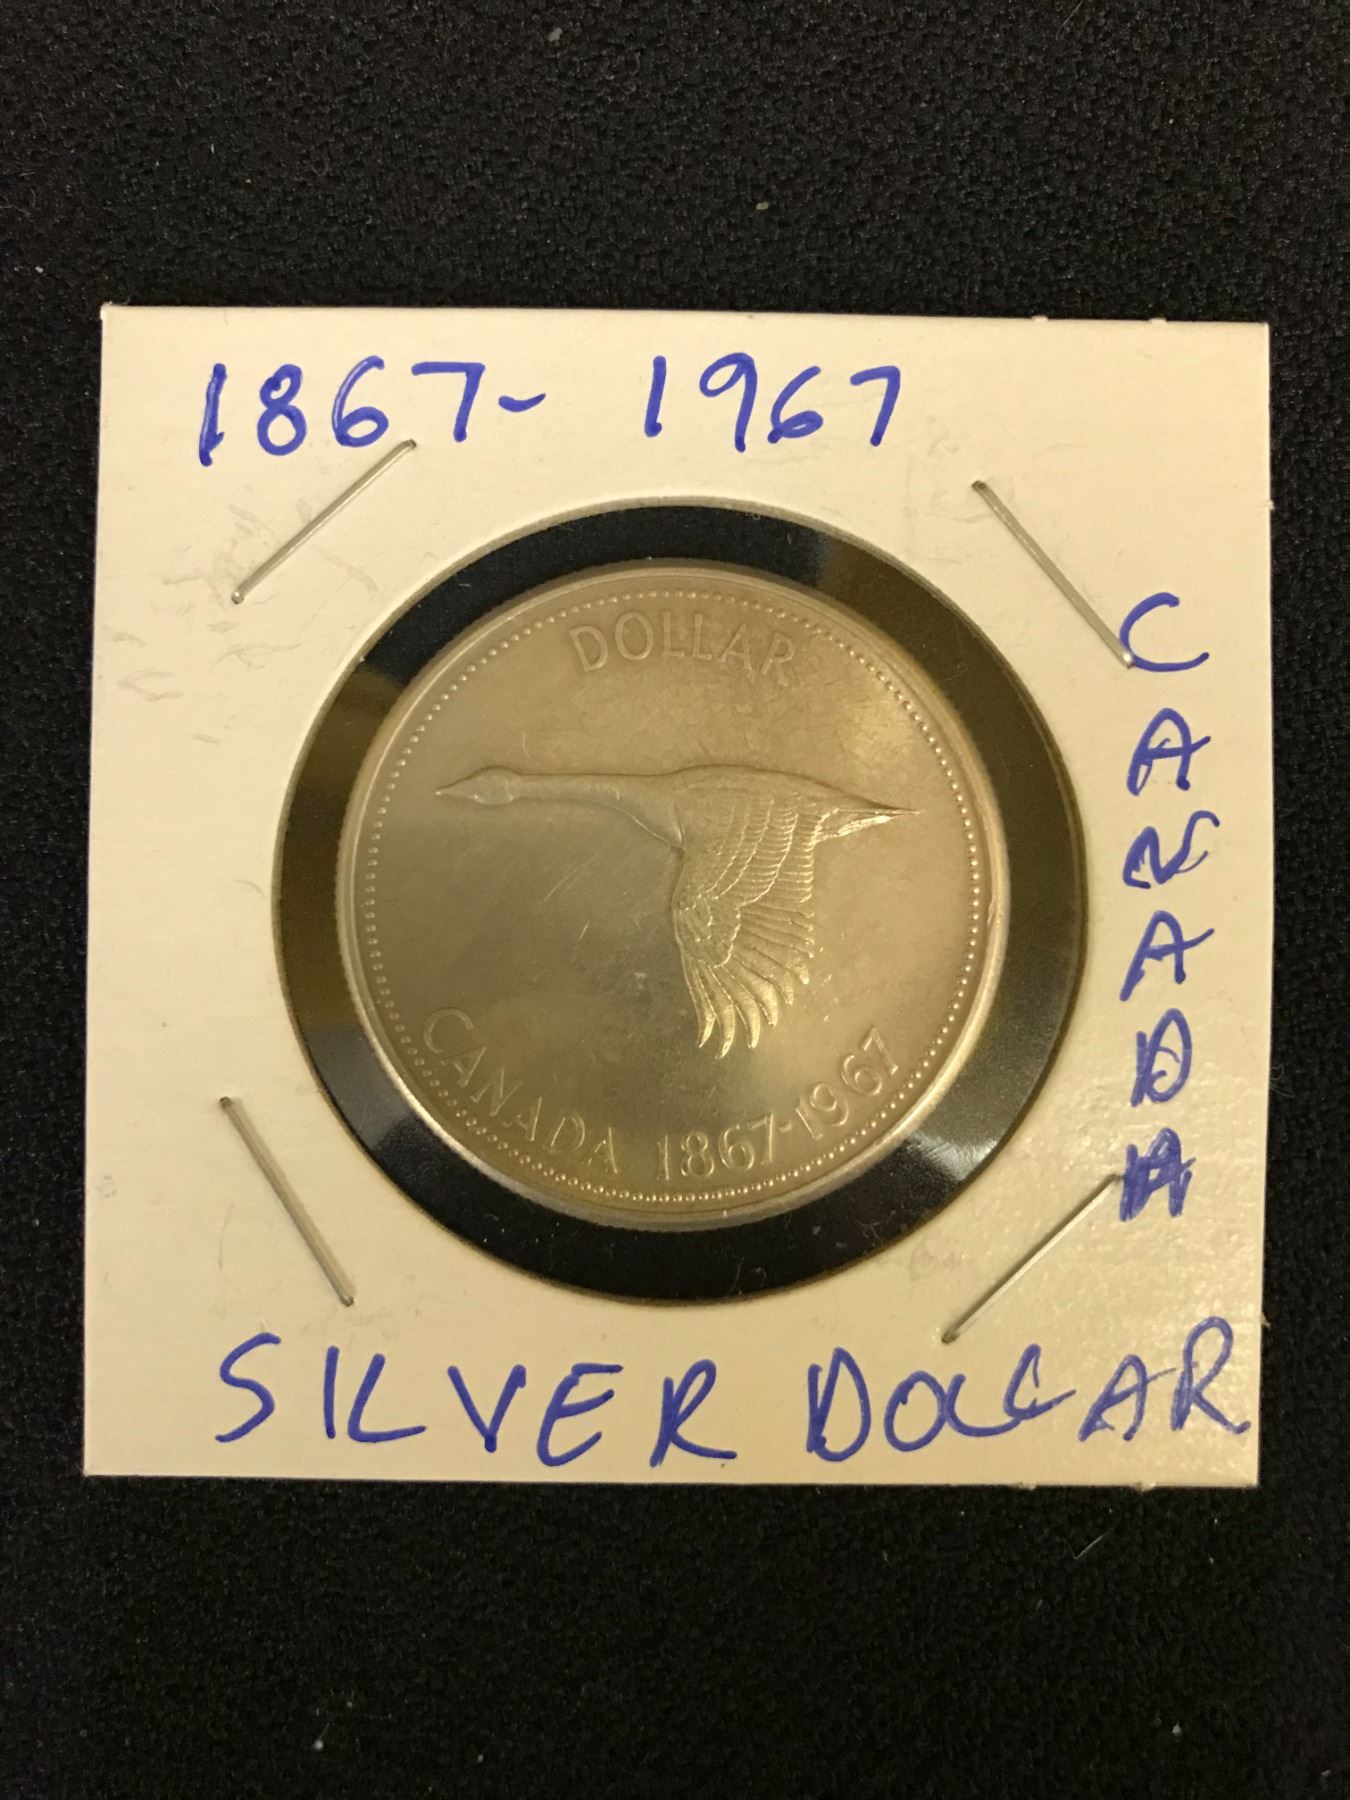 1867- 1967
DOLLAR
CANADA 1867-1967
CANADA
SILVER DOLLAR